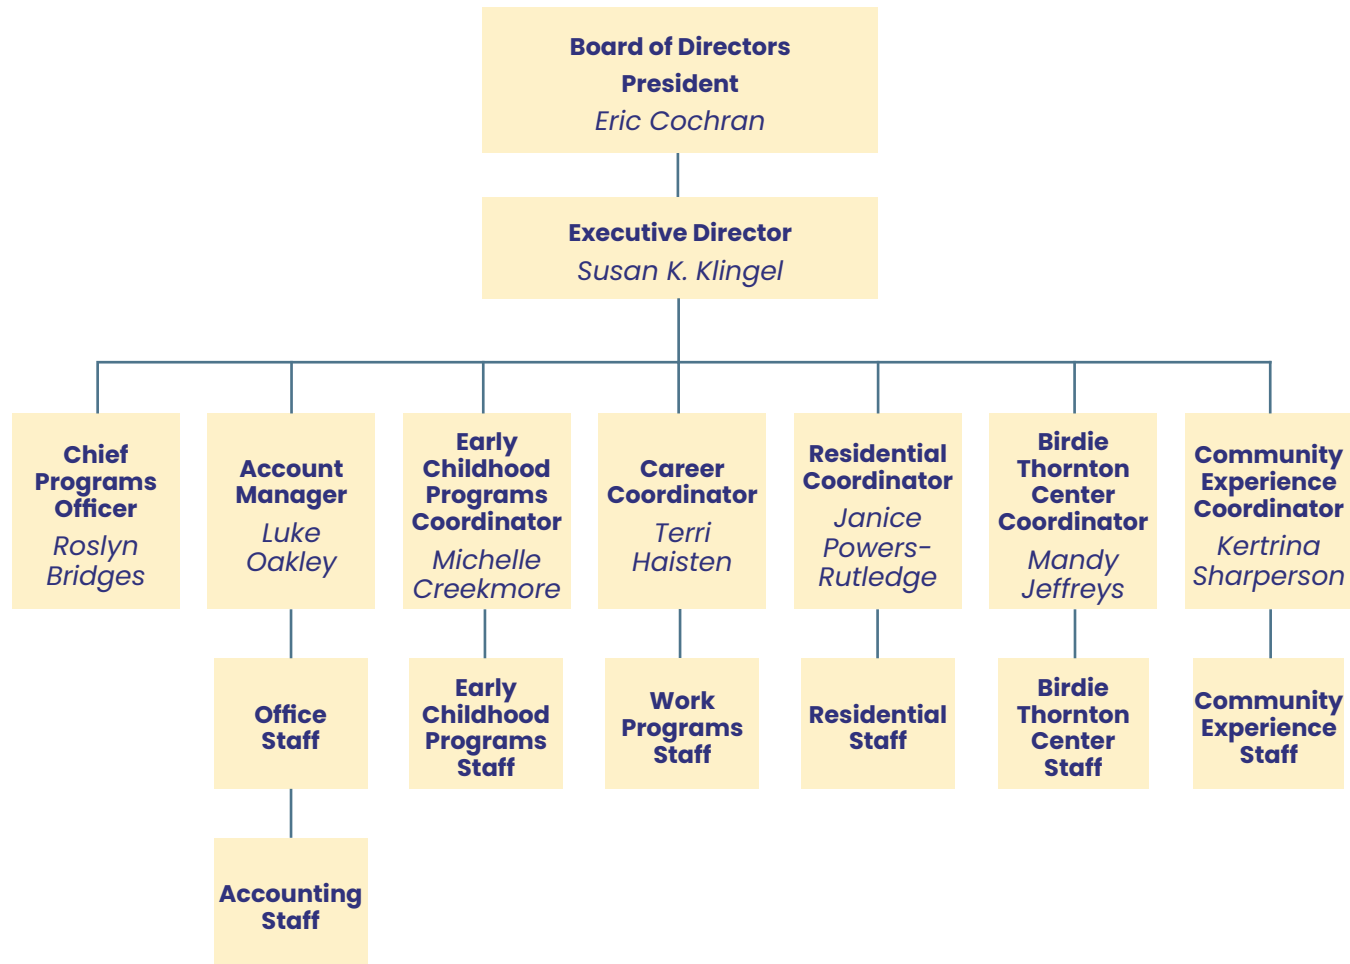 Board of Directors
President
Eric Cochran
Executive Director
Susan K. Klingel
Chief
Programs
Officer
Roslyn
Bridges
Account
Manager
Luke
Oakley
Early
Childhood
Programs
Coordinator
Michelle
Creekmore
Career
Coordinator
Terri
Haisten
Residential
Coordinator
Janice
Powers-
Rutledge
Birdie
Thornton
Center
Coordinator
Mandy
Jeffreys
Community
Experience
Coordinator
Kertrina
Sharperson
Office
Staff
Early
Childhood
Programs
Staff
Work
Programs
Staff
Residential
Staff
Birdie
Thornton
Center
Staff
Community
Experience
Staff
Accounting
Staff